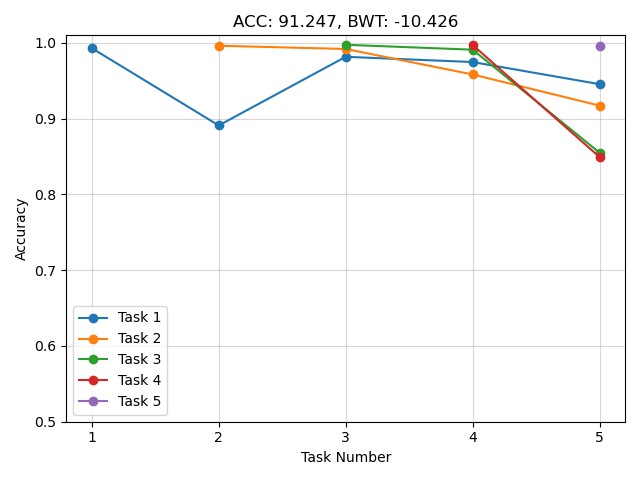 ACC: 91.247, BWT: -10.426
1.0
0.9
0.8
0.7
0.6
0.5
Accuracy
Task 1
Task 2
Task 3
Task 4
Task 5
1 2 3 4 5
Task Number